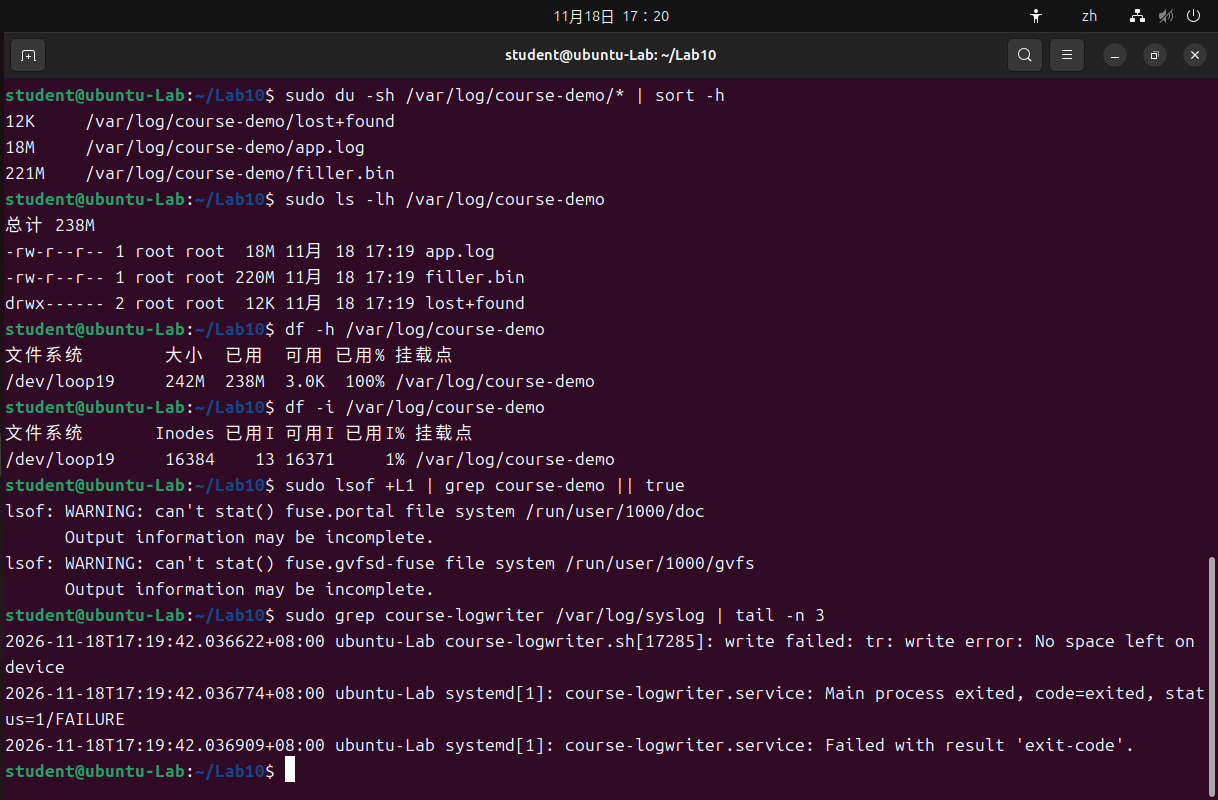 11月18日 17：20
zh
student@ubuntu-Lab: ~/Lab10
student@ubuntu-Lab:~/Lab10$ sudo du -sh /var/log/course-demo/* | sort -h
12K     /var/log/course-demo/lost+found
18M     /var/log/course-demo/app.log
221M    /var/log/course-demo/filler.bin
student@ubuntu-Lab:~/Lab10$ sudo ls -lh /var/log/course-demo
总计 238M
-rw-r--r-- 1 root root  18M 11月 18 17:19 app.log
-rw-r--r-- 1 root root 220M 11月 18 17:19 filler.bin
drwx------ 2 root root  12K 11月 18 17:19 lost+found
student@ubuntu-Lab:~/Lab10$ df -h /var/log/course-demo
文件系统        大小  已用  可用 已用% 挂载点
/dev/loop19     242M  238M  3.0K  100% /var/log/course-demo
student@ubuntu-Lab:~/Lab10$ df -i /var/log/course-demo
文件系统       Inodes 已用I 可用I 已用I% 挂载点
/dev/loop19     16384    13 16371     1% /var/log/course-demo
student@ubuntu-Lab:~/Lab10$ sudo lsof +L1 | grep course-demo || true
lsof: WARNING: can't stat() fuse.portal file system /run/user/1000/doc
      Output information may be incomplete.
lsof: WARNING: can't stat() fuse.gvfsd-fuse file system /run/user/1000/gvfs
      Output information may be incomplete.
student@ubuntu-Lab:~/Lab10$ sudo grep course-logwriter /var/log/syslog | tail -n 3
2026-11-18T17:19:42.036622+08:00 ubuntu-Lab course-logwriter.sh[17285]: write failed: tr: write error: No space left on
device
2026-11-18T17:19:42.036774+08:00 ubuntu-Lab systemd[1]: course-logwriter.service: Main process exited, code=exited, stat
us=1/FAILURE
2026-11-18T17:19:42.036909+08:00 ubuntu-Lab systemd[1]: course-logwriter.service: Failed with result 'exit-code'.
student@ubuntu-Lab:~/Lab10$